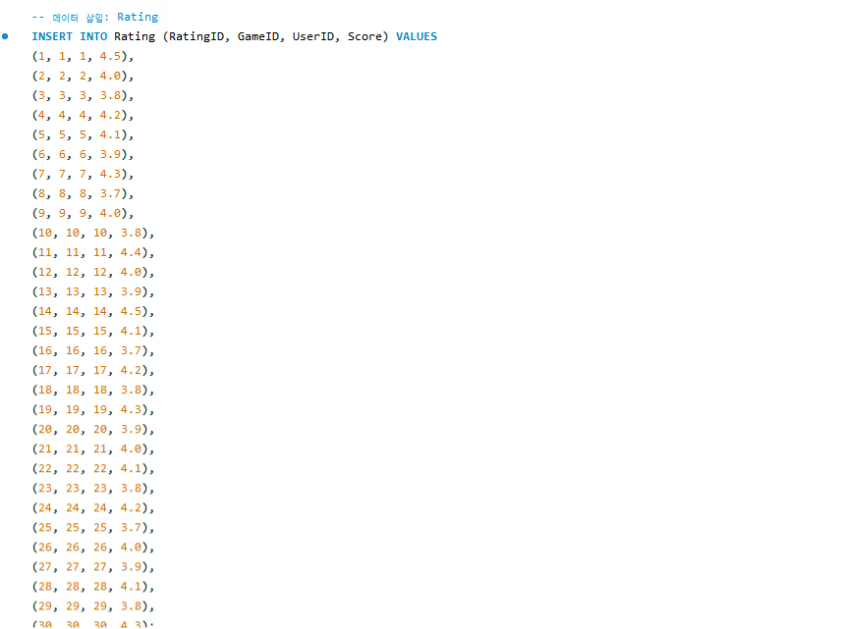 -- 데이터 삽입: Rating
INSERT INTO Rating (RatingID, GameID, UserID, Score) VALUES
(1, 1, 1, 4.5),
(2, 2, 2, 4.0),
(3, 3, 3, 3.8),
(4, 4, 4, 4.2),
(5, 5, 5, 4.1),
(6, 6, 6, 3.9),
(7, 7, 7, 4.3),
(8, 8, 8, 3.7),
(9, 9, 9, 4.0),
(10, 10, 10, 3.8),
(11, 11, 11, 4.4),
(12, 12, 12, 4.0),
(13, 13, 13, 3.9),
(14, 14, 14, 4.5),
(15, 15, 15, 4.1),
(16, 16, 16, 3.7),
(17, 17, 17, 4.2),
(18, 18, 18, 3.8),
(19, 19, 19, 4.3),
(20, 20, 20, 3.9),
(21, 21, 21, 4.0),
(22, 22, 22, 4.1),
(23, 23, 23, 3.8),
(24, 24, 24, 4.2),
(25, 25, 25, 3.7),
(26, 26, 26, 4.0),
(27, 27, 27, 3.9),
(28, 28, 28, 4.1),
(29, 29, 29, 3.8),
(30, 30, 30, 4.3);